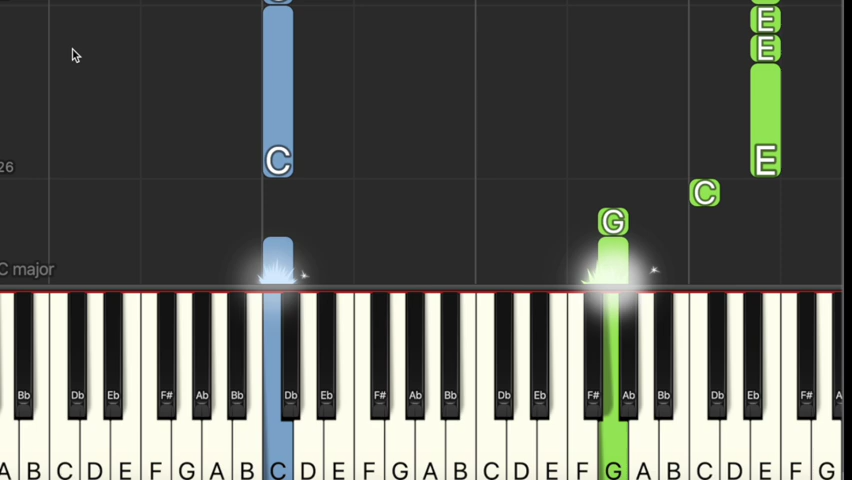 E
E
C
E
26
C
G
C major
Bb Db Eb F# Ab Bb Db Eb F# Ab Bb Db Eb F# Ab Bb Db Eb F# A
A B C D E F G A B C D E F G A B C D E F G A B C D E F G